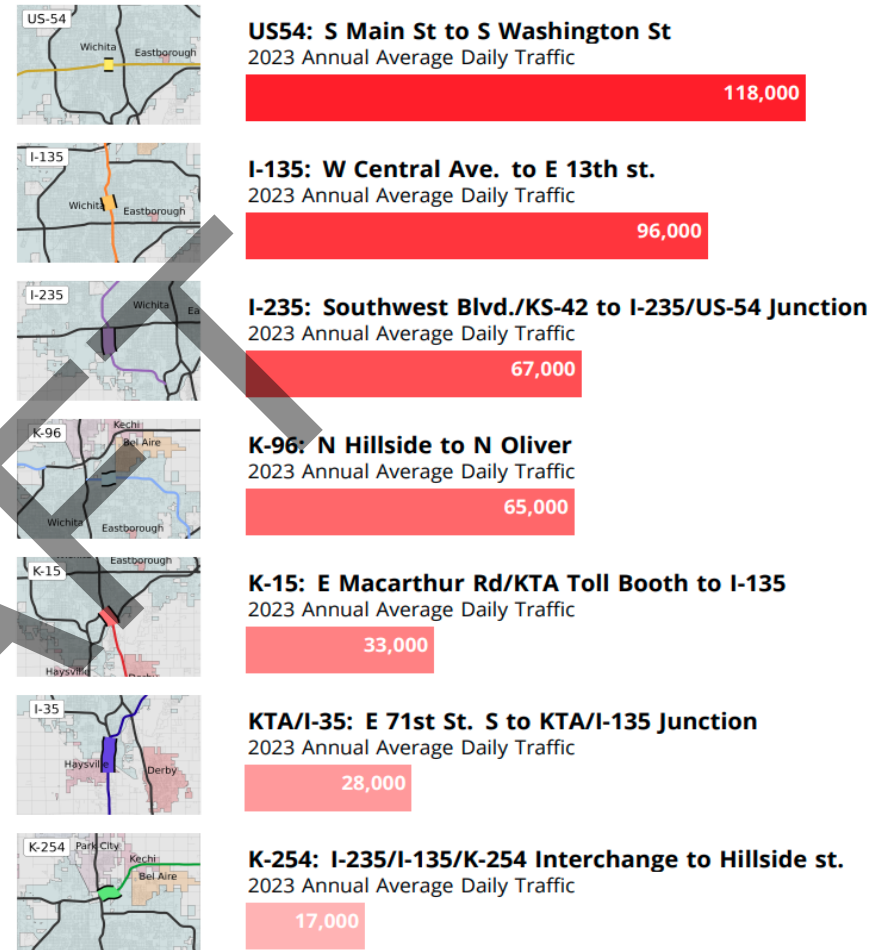 US-54
Wichita
Eastborough
US54: S Main St to S Washington St
2023 Annual Average Daily Traffic
118,000
I-135
Wichita
Eastborough
I-135: W Central Ave. to E 13th st.
2023 Annual Average Daily Traffic
96,000
I-235
Wichita
Ea
I-235: Southwest Blvd./KS-42 to I-235/US-54 Junction
2023 Annual Average Daily Traffic
67,000
K-96
Kechi
Bel Aire
Wichita
Eastborough
K-96: N Hillside to N Oliver
2023 Annual Average Daily Traffic
65,000
Wichita
Eastborough
K-15
Haysville
Derby
K-15: E Macarthur Rd/KTA Toll Booth to I-135
2023 Annual Average Daily Traffic
33,000
I-35
Haysville
Derby
KTA/I-35: E 71st St. S to KTA/I-135 Junction
2023 Annual Average Daily Traffic
28,000
K-254
Park City
Kechi
Bel Aire
K-254: I-235/I-135/K-254 Interchange to Hillside st.
2023 Annual Average Daily Traffic
17,000